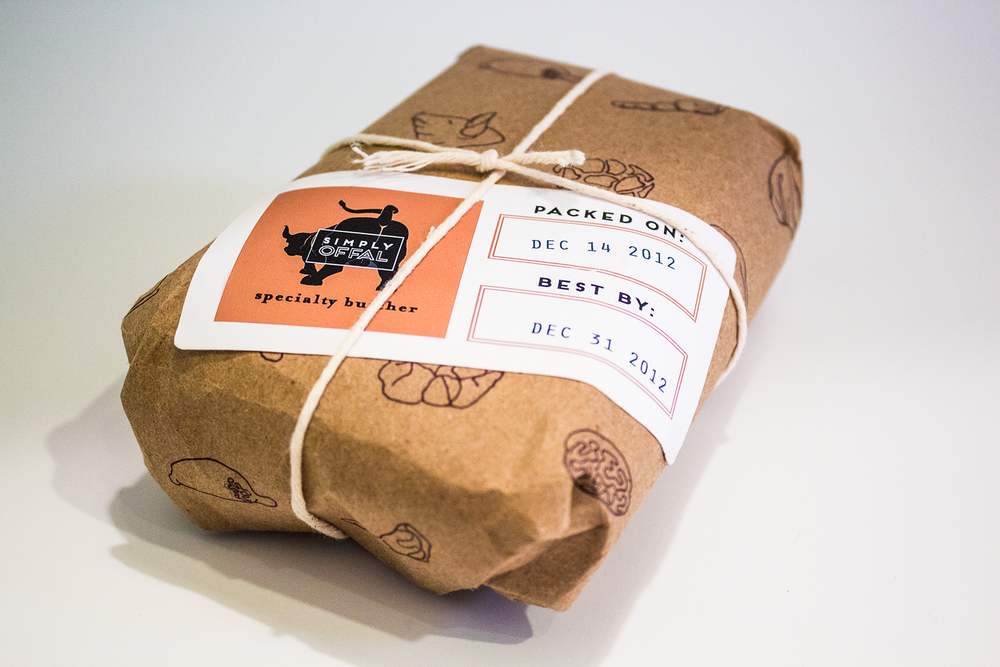 SIMPLY
OFFAL
specialty butcher
PACKED ON:
DEC 14 2012
BEST BY:
DEC 31 2012